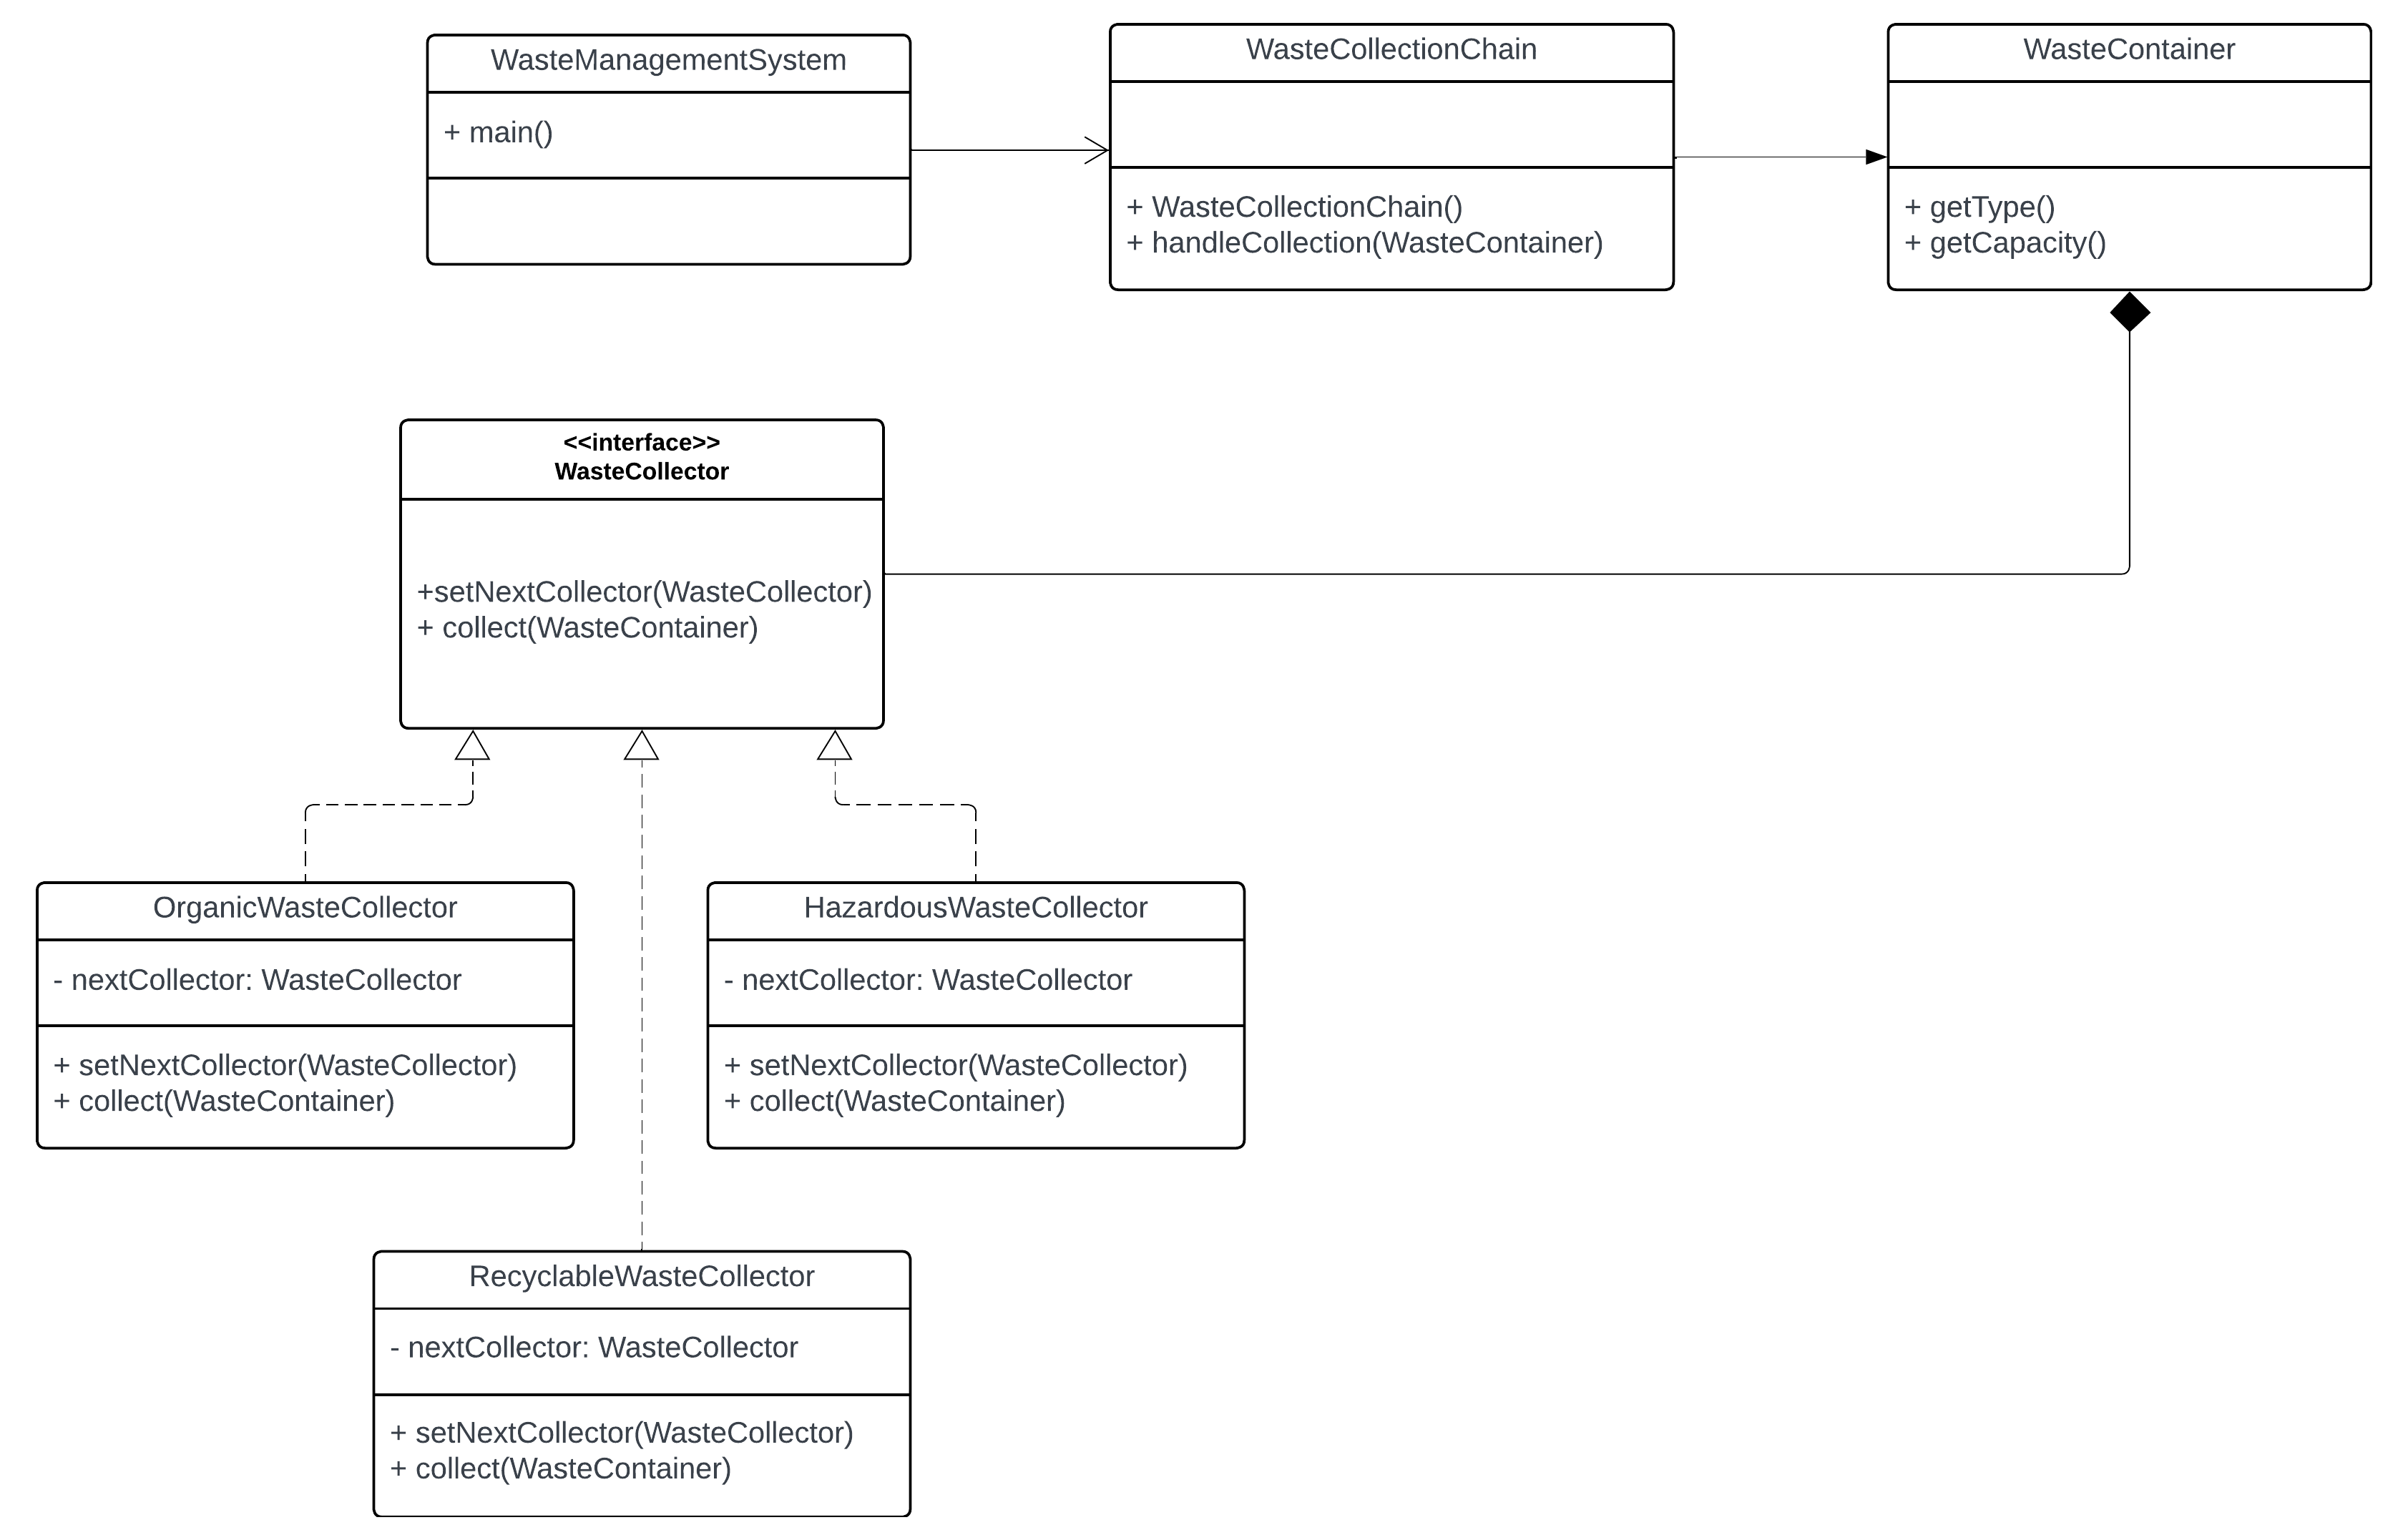 WasteManagementSystem
+ main()
WasteCollectionChain
+ WasteCollectionChain()
+ handleCollection(WasteContainer)
WasteContainer
+ getType()
+ getCapacity()
<<interface>>
WasteCollector
+setNextCollector(WasteCollector)
+ collect(WasteContainer)
OrganicWasteCollector
- nextCollector: WasteCollector
+ setNextCollector(WasteCollector)
+ collect(WasteContainer)
HazardousWasteCollector
- nextCollector: WasteCollector
+ setNextCollector(WasteCollector)
+ collect(WasteContainer)
RecyclableWasteCollector
- nextCollector: WasteCollector
+ setNextCollector(WasteCollector)
+ collect(WasteContainer)